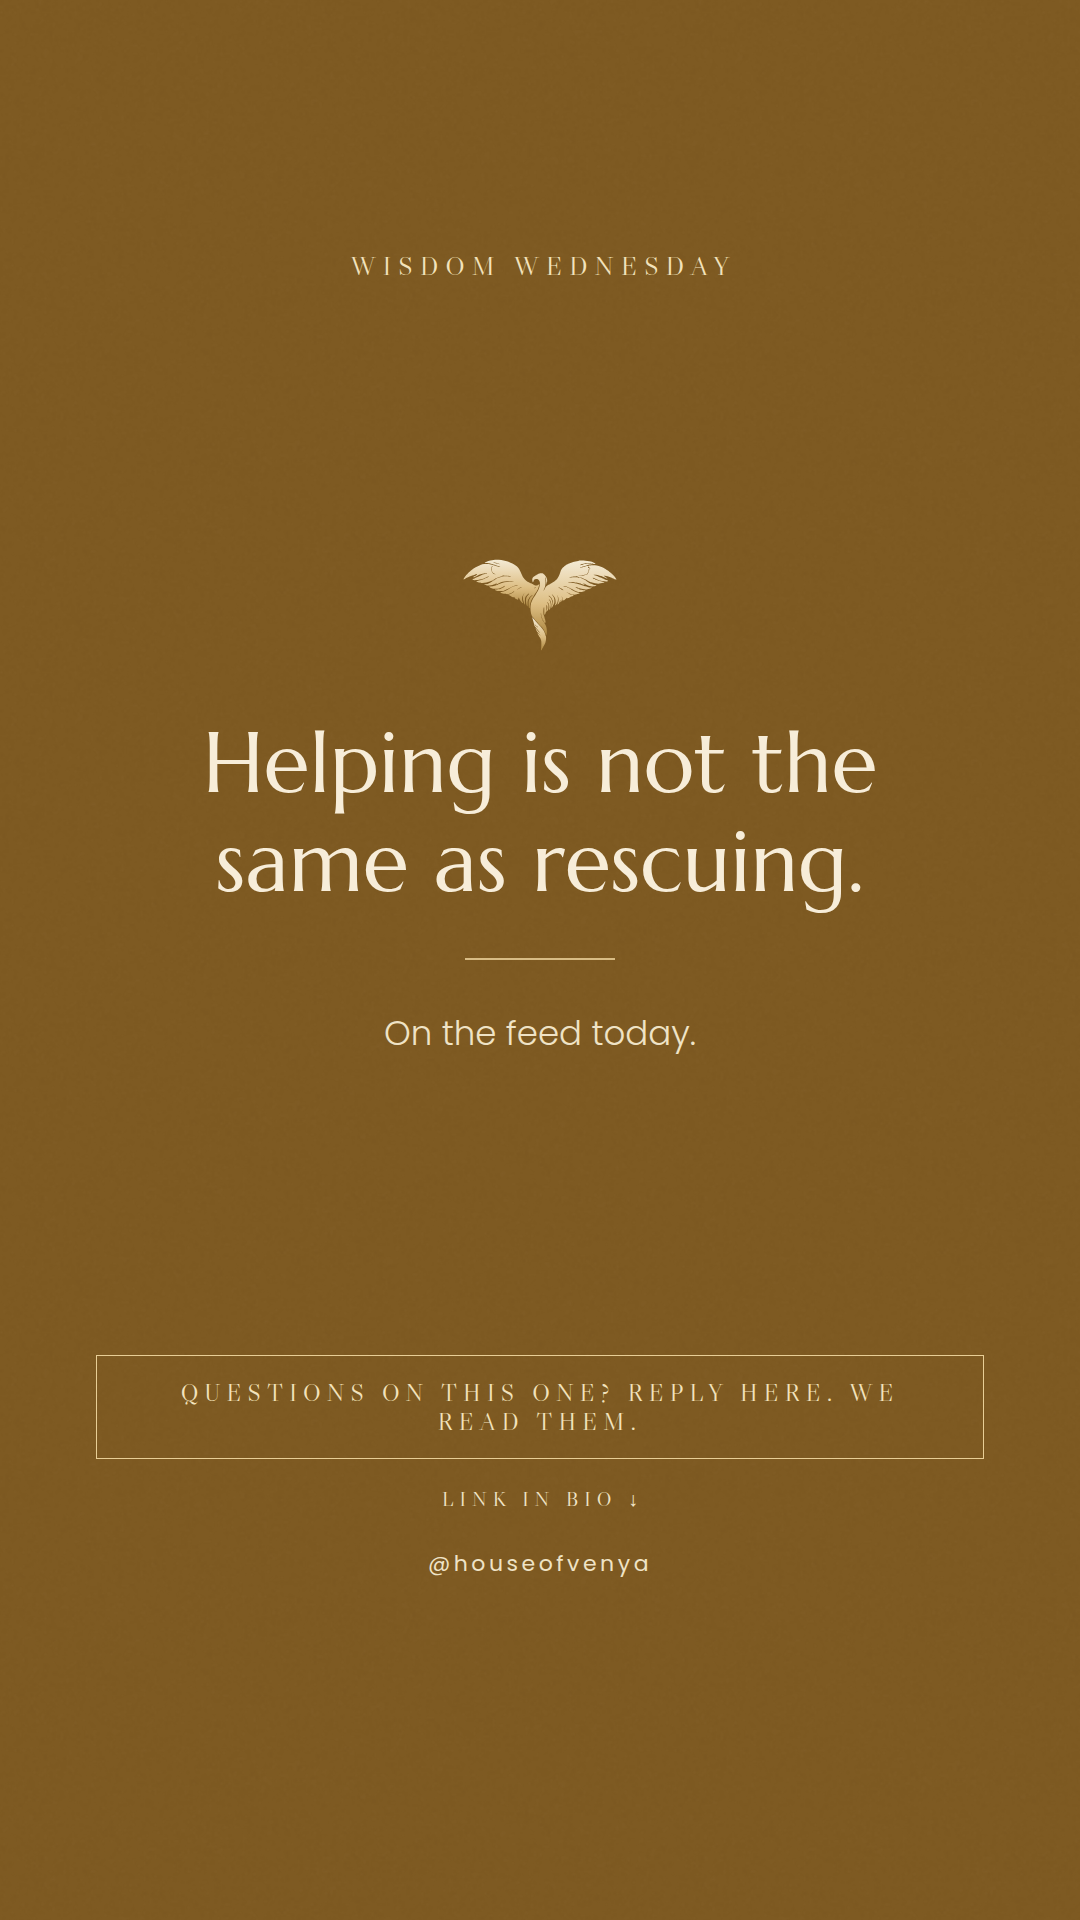 WISDOM WEDNESDAY
Helping is not the
same as rescuing.
On the feed today.
QUESTIONS ON THIS ONE? REPLY HERE. WE
READ THEM.
LINK IN BIO ↓
@houseofvenya